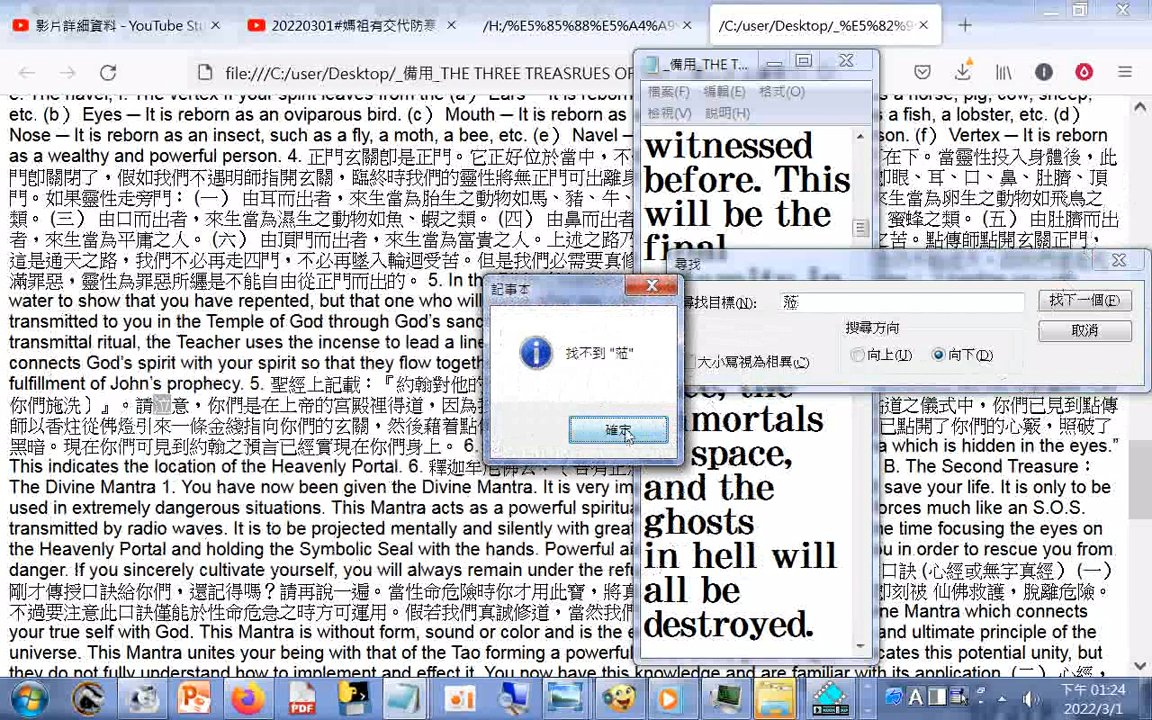 影片詳細資料 - YouTube Stu
20220301#媽祖有交代防寒
/H:/%E5%85%88%E5%A4%A9
/C:/user/Desktop/_%E5%82%9
file:///C:/user/Desktop/_備用_THE THREE TREASRUES OF
etc. (b) Eyes — It is reborn as an oviparous bird. (c) Mouth — It is reborn as
a fish, a lobster, etc. (d)
Nose — It is reborn as an insect, such as a fly, a moth, a bee, etc. (e) Navel
son. (f) Vertex — It is reborn
as a wealthy and powerful person. 4. 正門玄關卽是正門。它正好位於當中，不
在下。當靈性投入身體後，此
門卽關閉了，假如我們不遇明師指開玄關，臨終時我們的靈性將無正門可出離身
卽眼、耳、口、鼻、肚臍、頂
門。如果靈性走旁門：(一) 由耳而出者，來生當為胎生之動物如馬、豬、牛、
來生當為卵生之動物如飛鳥之
類。(三) 由口而出者，來生當為濕生之動物如魚、蝦之類。(四) 由鼻而出者
蜜蜂之類。(五) 由肚臍而出
者，來生當為平庸之人。(六) 由頂門而出者，來生當為富貴之人。上述之路乃
之苦。點傳師點開玄關正門，
這是通天之路，我們不必再走四門，不必再墜入輪迴受苦。但是我們必需要真修
滿罪惡，靈性為罪惡所纏是不能自由從正門而出的。 5. In the
water to show that you have repented, but that one who will
transmitted to you in the Temple of God through God's sanc
transmittal ritual, the Teacher uses the incense to lead a line
connects God's spirit with your spirit so that they flow togeth
fulfillment of John's prophecy. 5. 聖經上記載：『約翰對他的
你們施洗〕』。請
意，你們是在上帝的宮殿裡得道，因為我
道之儀式中，你們已見到點傳
師以香炷從佛燈引來一條金綫指向你們的玄關，然後藉着點
已點開了你們的心竅，照破了
黑暗。現在你們可見到約翰之預言已經實現在你們身上。 6.
a which is hidden in the eyes.”
This indicates the location of the Heavenly Portal. 6. 釋迦牟尼佛云：
B. The Second Treasure：
The Divine Mantra 1. You have now been given the Divine Mantra. It is very im
save your life. It is only to be
used in extremely dangerous situations. This Mantra acts as a powerful spiritua
orces much like an S.O.S.
transmitted by radio waves. It is to be projected mentally and silently with great
he time focusing the eyes on
the Heavenly Portal and holding the Symbolic Seal with the hands. Powerful aid
u in order to rescue you from
danger. If you sincerely cultivate yourself, you will always remain under the refu
口訣 (心經或無字真經) (一)
剛才傳授口訣給你們，還記得嗎？請再說一遍。當性命危險時你才用此寶，將真
即刻被 仙佛救護，脫離危險。
不過要注意此口訣僅能於性命危急之時方可運用。假若我們真誠修道，當然我們
ne Mantra which connects
your true self with God. This Mantra is without form, sound or color and is the e
and ultimate principle of the
universe. This Mantra unites your being with that of the Tao forming a powerful
cates this potential unity, but
they do not fully understand how to implement and effect it. You now have this knowledge and are familiar with its application. (二) 心經，
_備用_THE T...
檔案(F) 編輯(E) 格式(O)
檢視(V) 說明(H)
witnessed
before. This
will be the
final
mmortals
space,
and the
ghosts
in hell will
all be
destroyed.
尋找
尋找目標(N):
找下一個(F)
取消
搜尋方向
向上(U) 向下(D)
大小寫視為相異(C)
記事本
找不到 "蒞"
確定
下午 01:24
2022/3/1